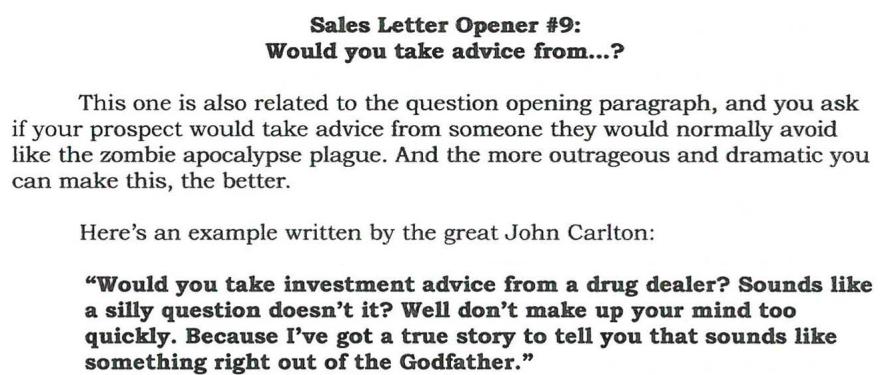 Sales Letter Opener #9:
Would you take advice from...?
This one is also related to the question opening paragraph, and you ask
if your prospect would take advice from someone they would normally avoid
like the zombie apocalypse plague. And the more outrageous and dramatic you
can make this, the better.
Here's an example written by the great John Carlton:
“Would you take investment advice from a drug dealer? Sounds like
a silly question doesn't it? Well don't make up your mind too
quickly. Because I've got a true story to tell you that sounds like
something right out of the Godfather.”